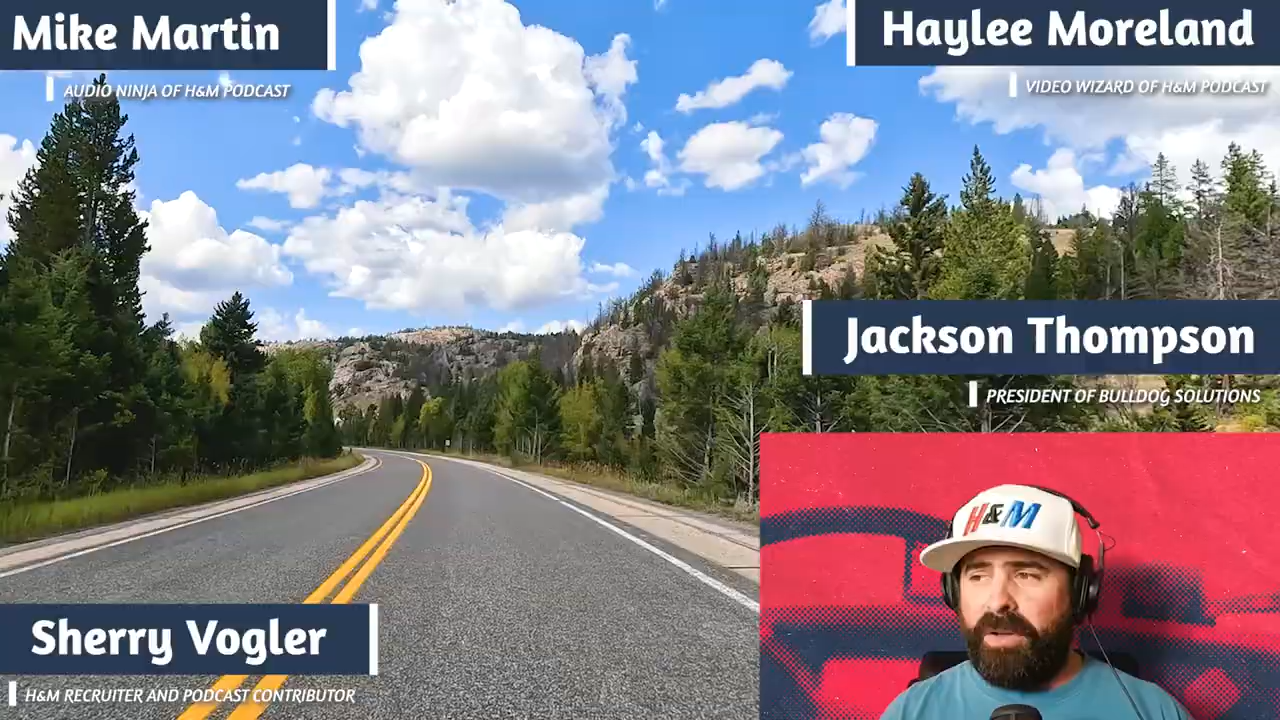 Mike Martin
AUDIO NINJA OF H&M PODCAST
Haylee Moreland
VIDEO WIZARD OF H&M PODCAST
Jackson Thompson
PRESIDENT OF BULLDOG SOLUTIONS
H&M
Sherry Vogler
H&M RECRUITER AND PODCAST CONTRIBUTOR